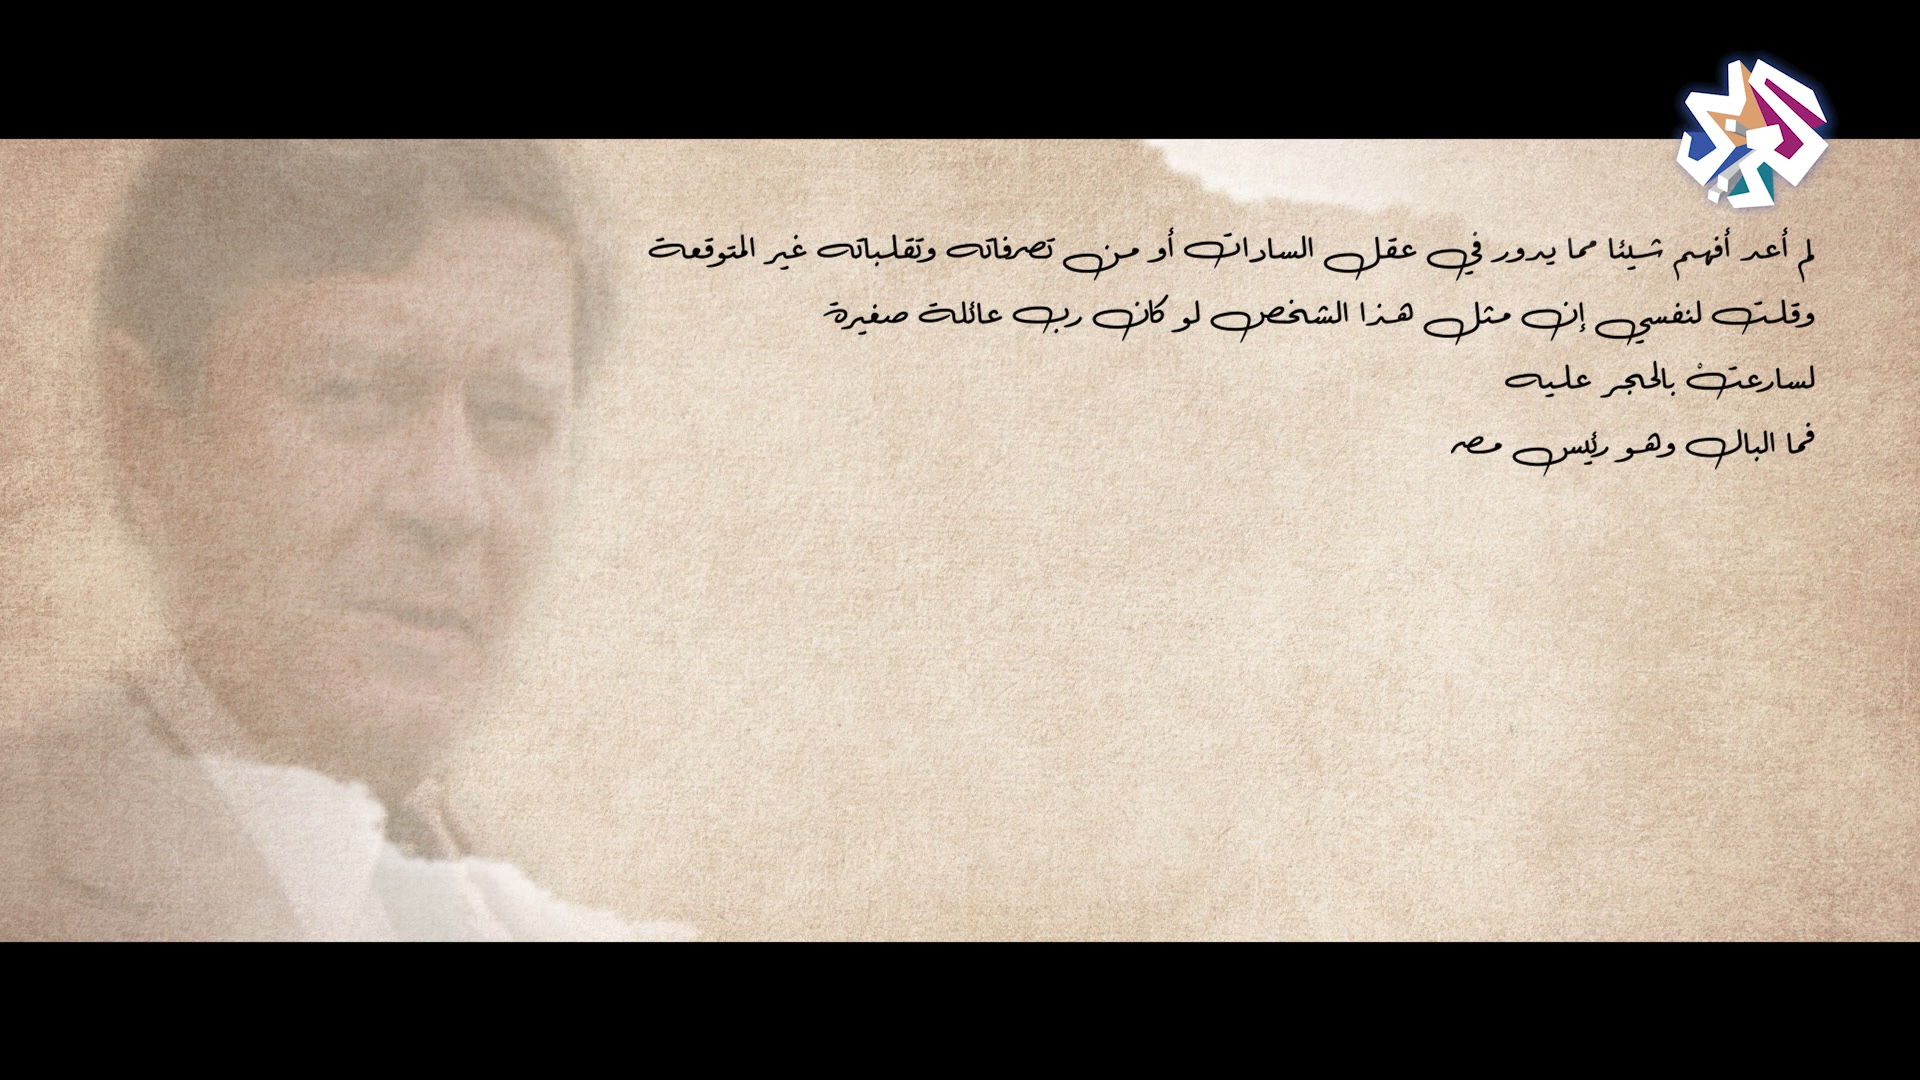 العربي
لم أعد أفهم شيئا مما يدور في عقل السادات أو من تصرفاته وتقلباته غير المتوقعة
وقلت لنفسي إن مثل هذا الشخص لو كان رب عائلة صغيرة
لسارعتْ بالحجر عليه
فما البال وهو رئيس مصر